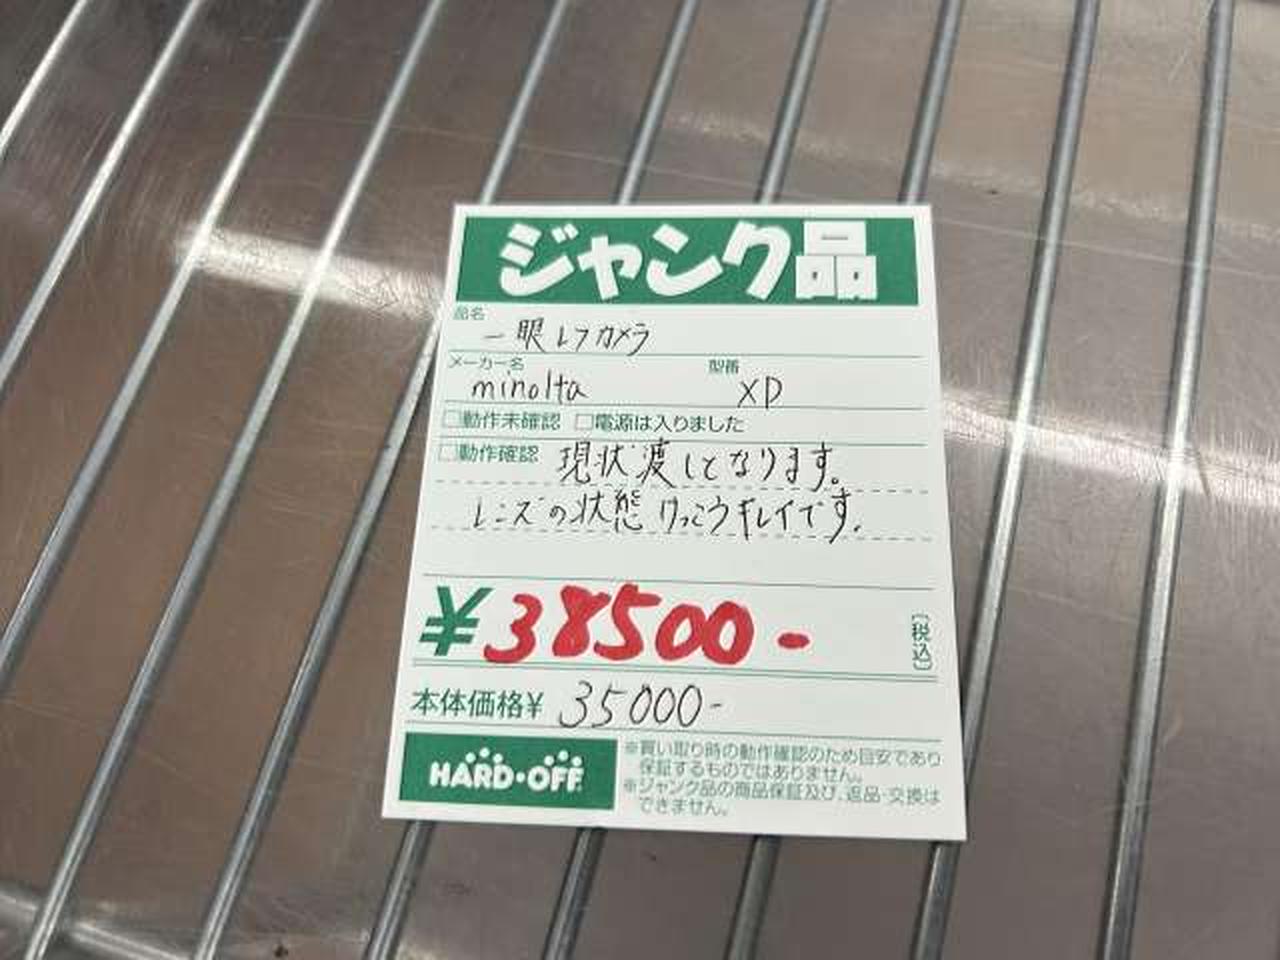 ジャンク品
品名
一眼レフカメラ
メーカー名 型番
minolta XD
□動作未確認 □電源は入りました
□動作確認 現状渡しとなります。
レンズの状態けっこうキレイです.
¥38500-
[税込]
本体価格¥ 35000-
HARD・OFF
※買い取り時の動作確認のため目安であり
保証するものではありません。
※ジャンク品の商品保証及び、返品・交換は
できません。